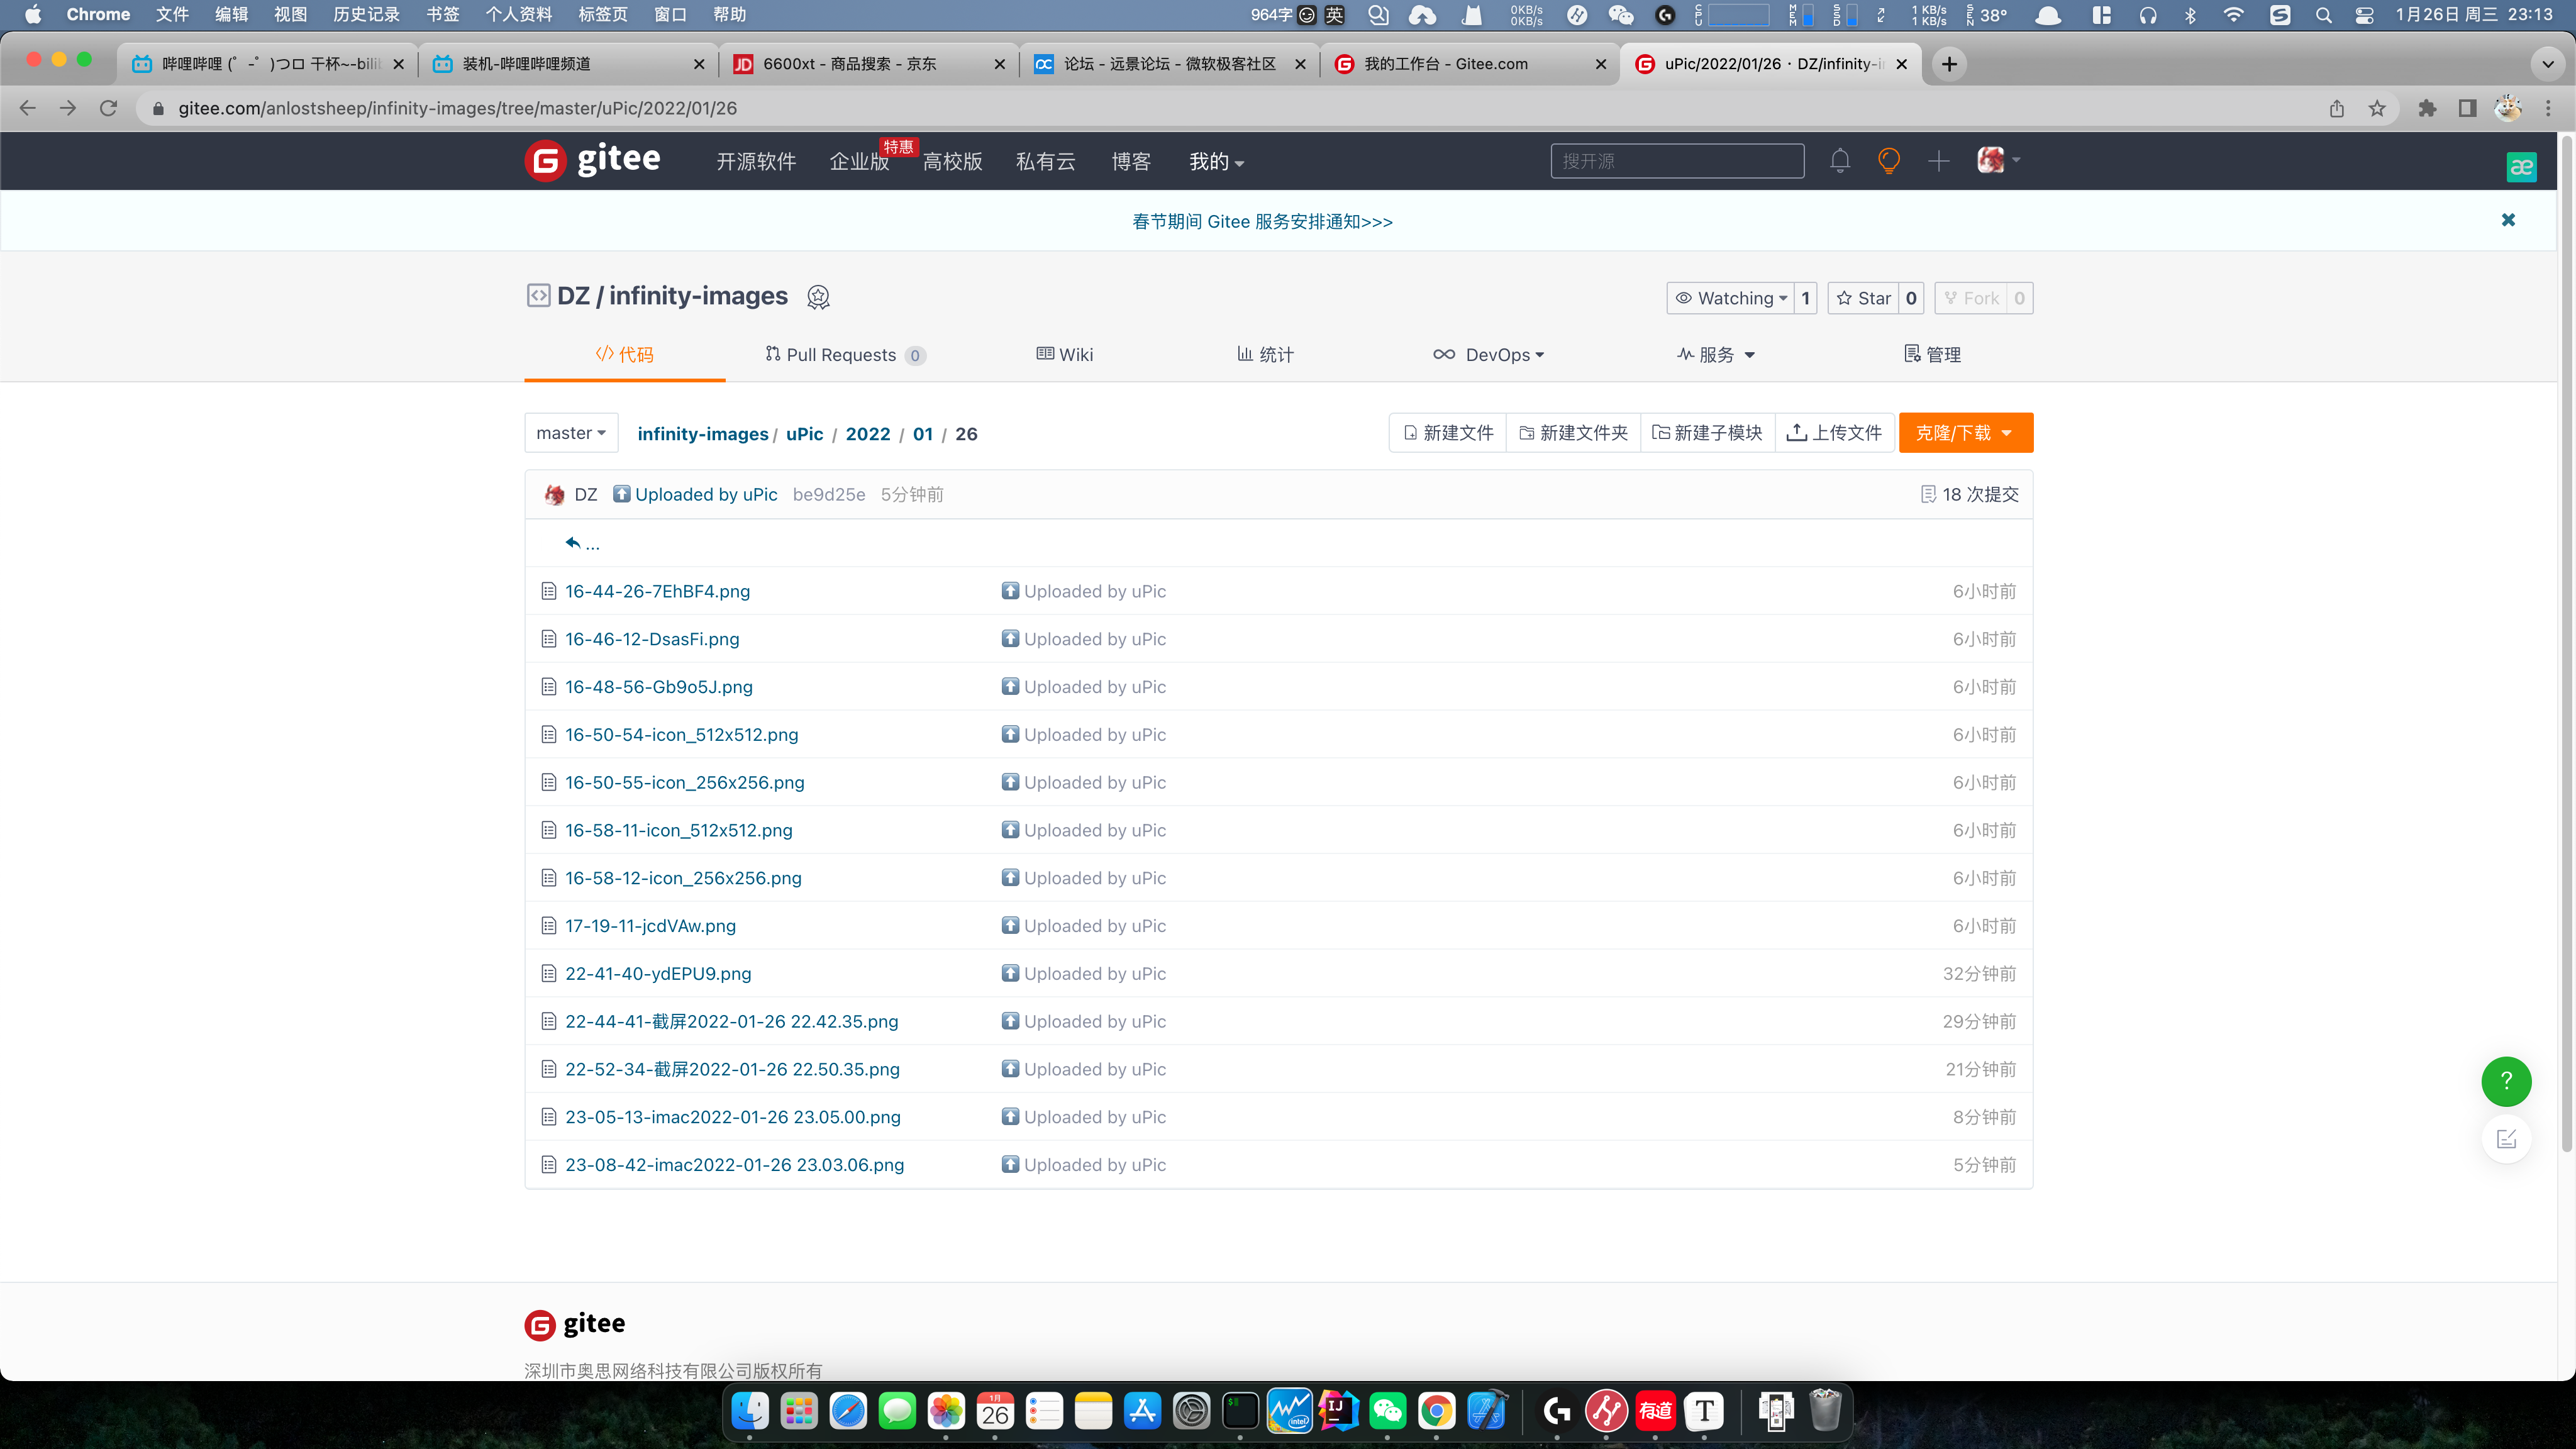 Chrome 文件 编辑 视图 历史记录 书签 个人资料 标签页 窗口 帮助 964字 英 0KB/s 0KB/s CPU MEM SSD 1 KB/s 1 KB/s SEN 38° 1月26日 周三 23:13
哔哩哔哩 (゜-゜)つロ 干杯~-bili 装机-哔哩哔哩频道 JD 6600xt - 商品搜索 - 京东 论坛 - 远景论坛 - 微软极客社区 我的工作台 - Gitee.com uPic/2022/01/26 · DZ/infinity-i
gitee.com/anlostsheep/infinity-images/tree/master/uPic/2022/01/26
gitee 开源软件 企业版 特惠 高校版 私有云 博客 我的 搜开源 æ
春节期间 Gitee 服务安排通知>>>
DZ / infinity-images Watching 1 Star 0 Fork 0
代码 Pull Requests 0 Wiki 统计 DevOps 服务 管理
master infinity-images / uPic / 2022 / 01 / 26 新建文件 新建文件夹 新建子模块 上传文件 克隆/下载
DZ Uploaded by uPic be9d25e 5分钟前 18 次提交
...
16-44-26-7EhBF4.png Uploaded by uPic 6小时前
16-46-12-DsasFi.png Uploaded by uPic 6小时前
16-48-56-Gb9o5J.png Uploaded by uPic 6小时前
16-50-54-icon_512x512.png Uploaded by uPic 6小时前
16-50-55-icon_256x256.png Uploaded by uPic 6小时前
16-58-11-icon_512x512.png Uploaded by uPic 6小时前
16-58-12-icon_256x256.png Uploaded by uPic 6小时前
17-19-11-jcdVAw.png Uploaded by uPic 6小时前
22-41-40-ydEPU9.png Uploaded by uPic 32分钟前
22-44-41-截屏2022-01-26 22.42.35.png Uploaded by uPic 29分钟前
22-52-34-截屏2022-01-26 22.50.35.png Uploaded by uPic 21分钟前
23-05-13-imac2022-01-26 23.05.00.png Uploaded by uPic 8分钟前
23-08-42-imac2022-01-26 23.03.06.png Uploaded by uPic 5分钟前
?
gitee
深圳市奥思网络科技有限公司版权所有
1月 26 intel IJ 有道 T